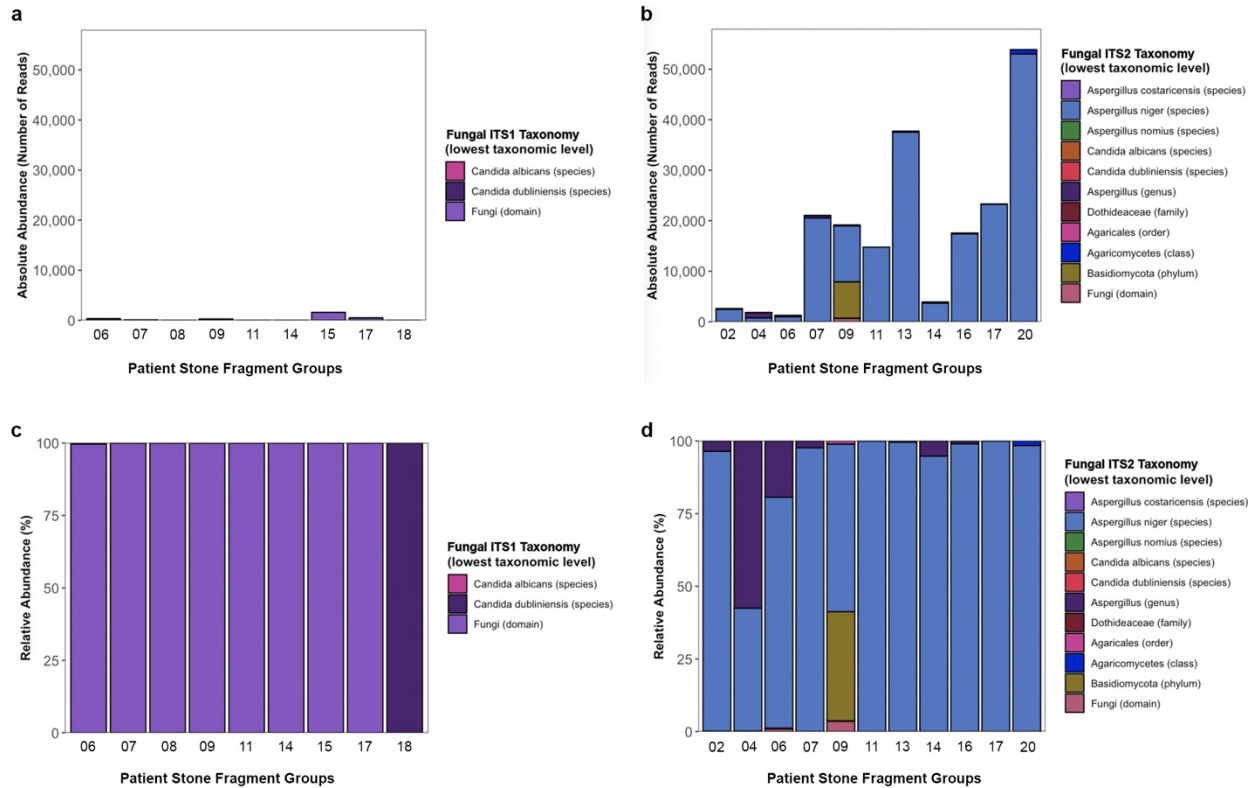 a
Absolute Abundance (Number of Reads)
50,000
40,000
30,000
20,000
10,000
0
06 07 08 09 11 14 15 17 18
Patient Stone Fragment Groups
Fungal ITS1 Taxonomy
(lowest taxonomic level)
Candida albicans (species)
Candida dubliniensis (species)
Fungi (domain)
b
Absolute Abundance (Number of Reads)
50,000
40,000
30,000
20,000
10,000
0
02 04 06 07 09 11 13 14 16 17 20
Patient Stone Fragment Groups
Fungal ITS2 Taxonomy
(lowest taxonomic level)
Aspergillus costaricensis (species)
Aspergillus niger (species)
Aspergillus nomius (species)
Candida albicans (species)
Candida dubliniensis (species)
Aspergillus (genus)
Dothideaceae (family)
Agaricales (order)
Agaricomycetes (class)
Basidiomycota (phylum)
Fungi (domain)
c
Relative Abundance (%)
100
75
50
25
0
06 07 08 09 11 14 15 17 18
Patient Stone Fragment Groups
Fungal ITS1 Taxonomy
(lowest taxonomic level)
Candida albicans (species)
Candida dubliniensis (species)
Fungi (domain)
d
Relative Abundance (%)
100
75
50
25
0
02 04 06 07 09 11 13 14 16 17 20
Patient Stone Fragment Groups
Fungal ITS2 Taxonomy
(lowest taxonomic level)
Aspergillus costaricensis (species)
Aspergillus niger (species)
Aspergillus nomius (species)
Candida albicans (species)
Candida dubliniensis (species)
Aspergillus (genus)
Dothideaceae (family)
Agaricales (order)
Agaricomycetes (class)
Basidiomycota (phylum)
Fungi (domain)